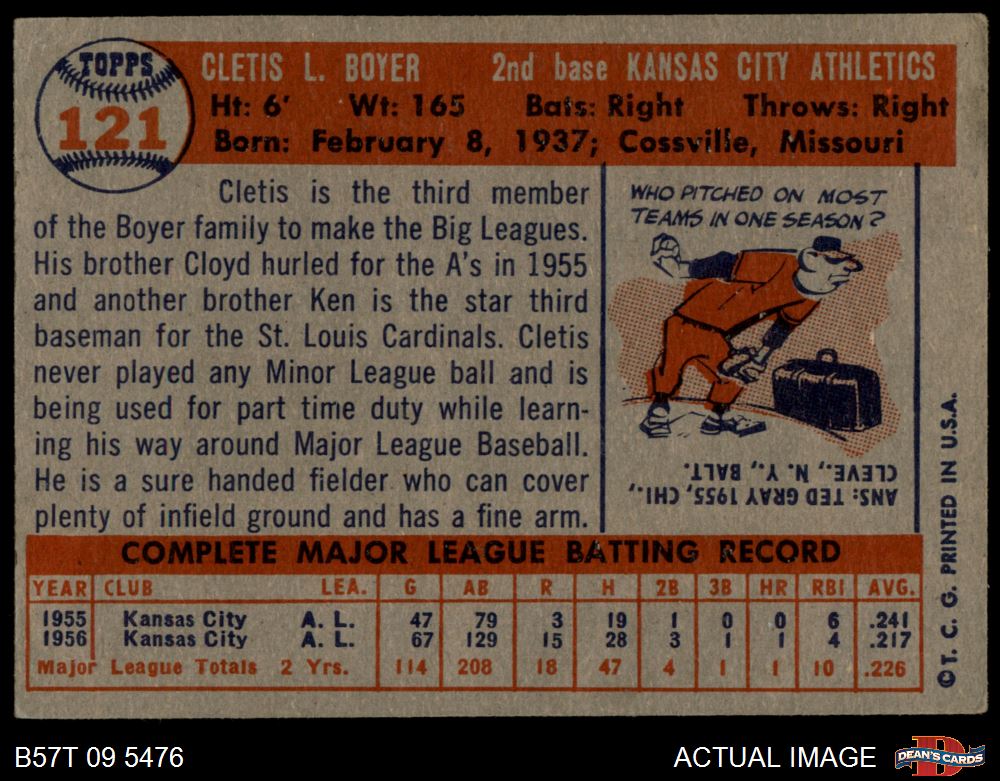 TOPPS
121
CLETIS L. BOYER 2nd base KANSAS CITY ATHLETICS
Ht: 6' Wt: 165 Bats: Right Throws: Right
Born: February 8, 1937; Cossville, Missouri
Cletis is the third member
of the Boyer family to make the Big Leagues.
His brother Cloyd hurled for the A's in 1955
and another brother Ken is the star third
baseman for the St. Louis Cardinals. Cletis
never played any Minor League ball and is
being used for part time duty while learn-
ing his way around Major League Baseball.
He is a sure handed fielder who can cover
plenty of infield ground and has a fine arm.
WHO PITCHED ON MOST
TEAMS IN ONE SEASON?
ANS: TED GRAY 1955, CHI.,
CLEVE., N. Y., BALT.
COMPLETE MAJOR LEAGUE BATTING RECORD
YEAR CLUB LEA. G AB R H 2B 3B HR RBI AVG.
1955 Kansas City A. L. 47 79 3 19 1 0 0 6 .241
1956 Kansas City A. L. 67 129 15 28 3 1 1 4 .217
Major League Totals 2 Yrs. 114 208 18 47 4 1 1 10 .226
©T. C. G. PRINTED IN U.S.A.
B57T 09 5476
ACTUAL IMAGE
D
DEAN'S CARDS